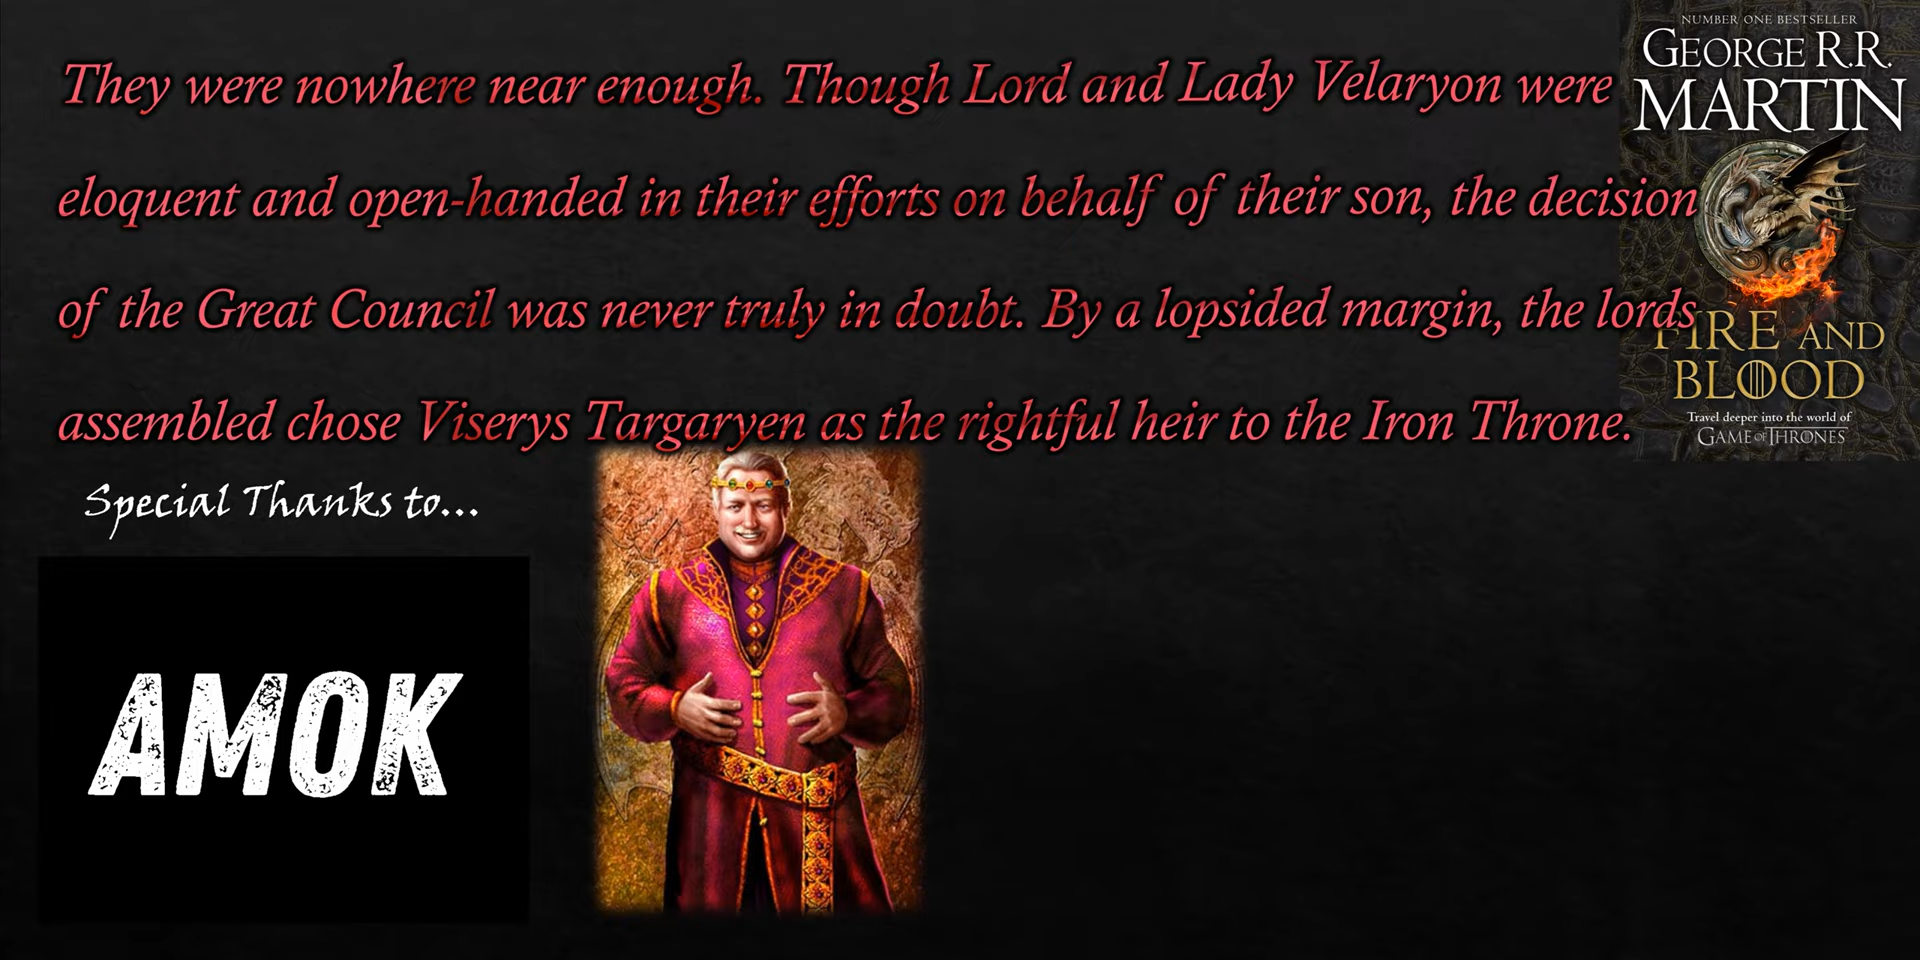 They were nowhere near enough. Though Lord and Lady Velaryon were
eloquent and open-handed in their efforts on behalf of their son, the decision
of the Great Council was never truly in doubt. By a lopsided margin, the lords
assembled chose Viserys Targaryen as the rightful heir to the Iron Throne.
NUMBER ONE BESTSELLER
GEORGE R.R.
MARTIN
FIRE AND
BLOOD
Travel deeper into the world of
GAME OF THRONES
Special Thanks to...
AMOK